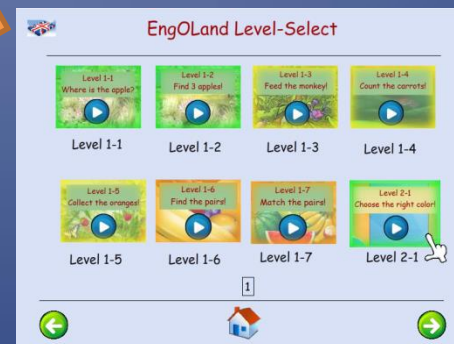 EngOLand Level-Select
Level 1-1
Where is the apple?
Level 1-2
Find 3 apples!
Level 1-3
Feed the monkey!
Level 1-4
Count the carrots!
Level 1-1
Level 1-2
Level 1-3
Level 1-4
Level 1-5
Collect the oranges!
Level 1-6
Find the pairs!
Level 1-7
Match the pairs!
Level 2-1
Choose the right color!
Level 1-5
Level 1-6
Level 1-7
Level 2-1
1